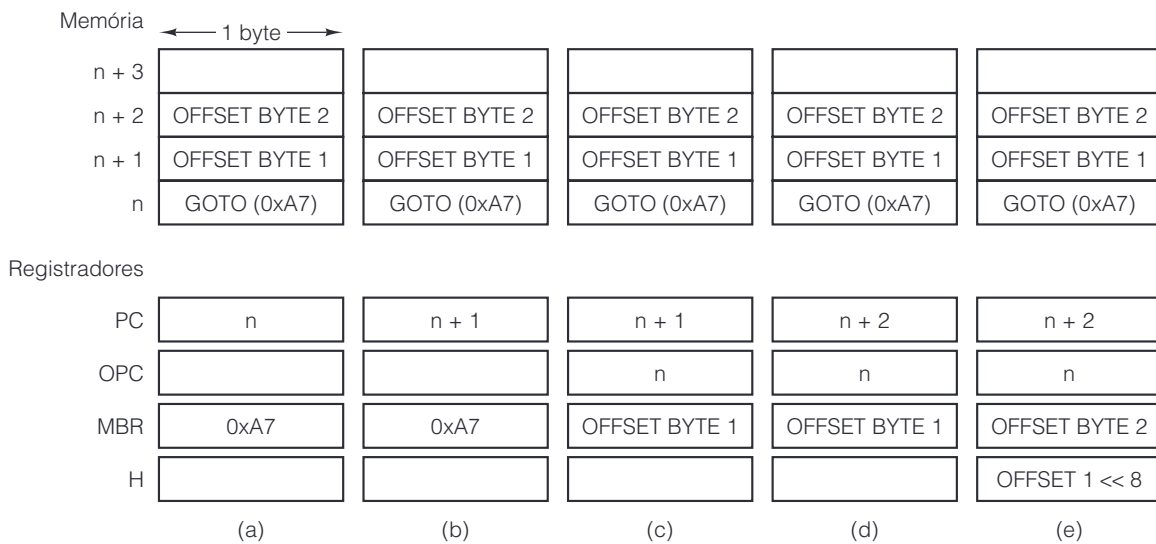 Memória
1 byte
n + 3
n + 2 OFFSET BYTE 2 OFFSET BYTE 2 OFFSET BYTE 2 OFFSET BYTE 2 OFFSET BYTE 2
n + 1 OFFSET BYTE 1 OFFSET BYTE 1 OFFSET BYTE 1 OFFSET BYTE 1 OFFSET BYTE 1
n GOTO (0xA7) GOTO (0xA7) GOTO (0xA7) GOTO (0xA7) GOTO (0xA7)
Registradores
PC n n + 1 n + 1 n + 2 n + 2
OPC n n n
MBR 0xA7 0xA7 OFFSET BYTE 1 OFFSET BYTE 1 OFFSET BYTE 2
H OFFSET 1 << 8
(a) (b) (c) (d) (e)